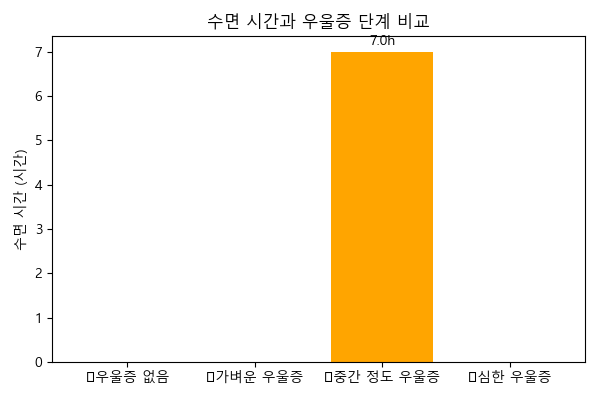 수면 시간과 우울증 단계 비교
7.0h
수면 시간 (시간)
7
6
5
4
3
2
1
0
□우울증 없음
□가벼운 우울증
□중간 정도 우울증
□심한 우울증